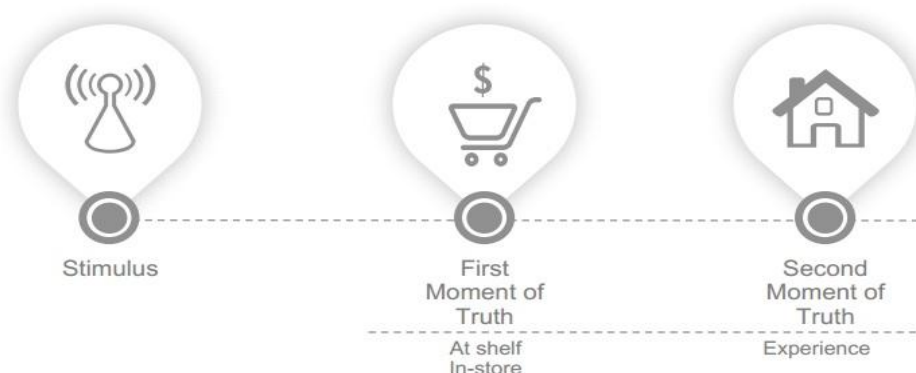 $
Stimulus
First
Moment of
Truth
Second
Moment of
Truth
At shelf
In-store
Experience